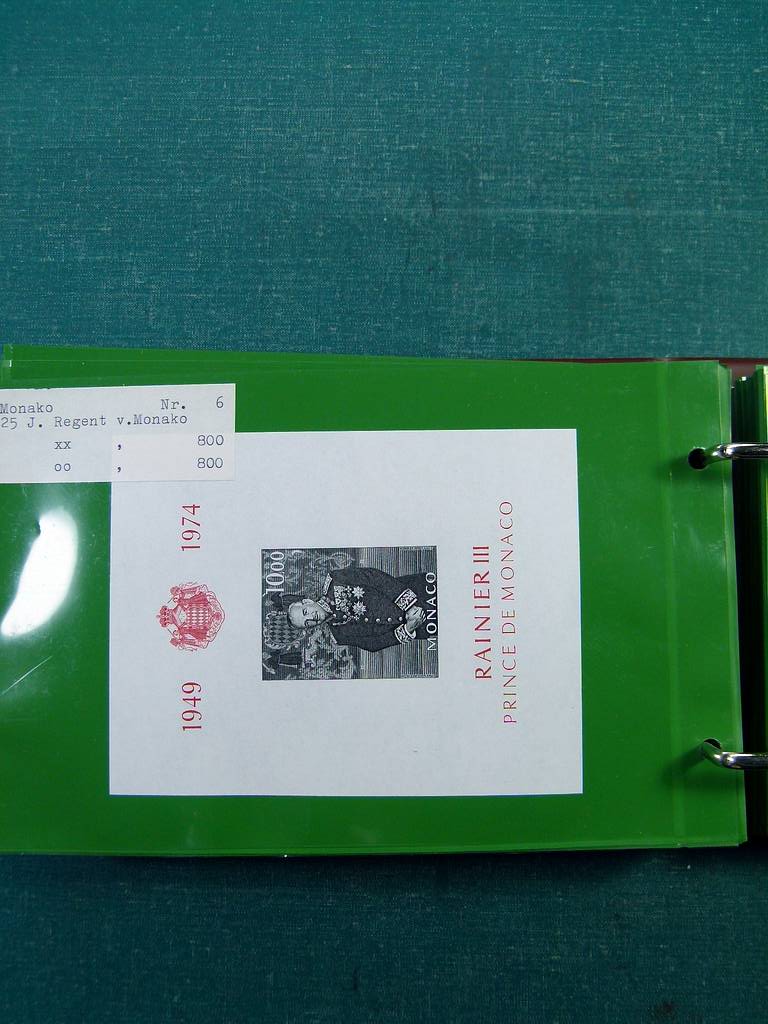 Monako Nr. 6
25 J. Regent v.Monako
xx , 800
oo , 800
1949 1974
10.00
MONACO
RAINIER III
PRINCE DE MONACO